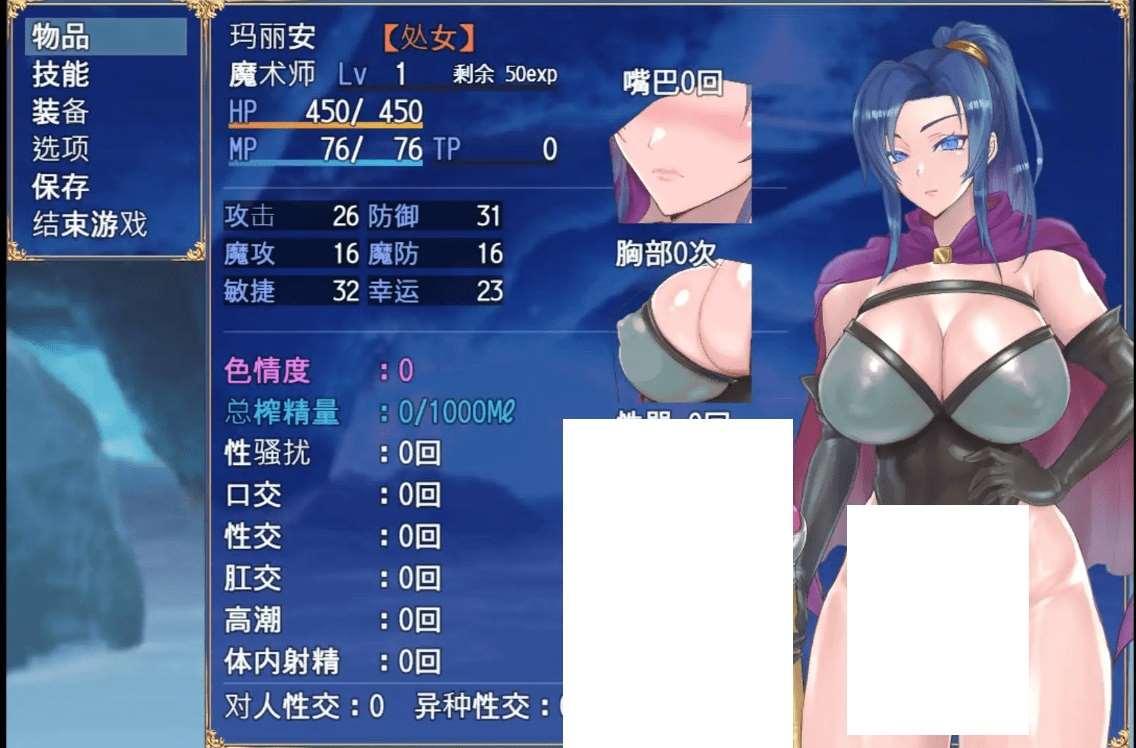 物品
技能
装备
选项
保存
结束游戏
玛丽安 【处女】
魔术师 Lv 1 剩余 50exp
HP 450/ 450
MP 76/ 76 TP 0
攻击 26 防御 31
魔攻 16 魔防 16
敏捷 32 幸运 23
色情度 : 0
总榨精量 : 0/1000Mℓ
性骚扰 : 0回
口交 : 0回
性交 : 0回
肛交 : 0回
高潮 : 0回
体内射精 : 0回
对人性交 : 0 异种性交 :
嘴巴0回
胸部0次